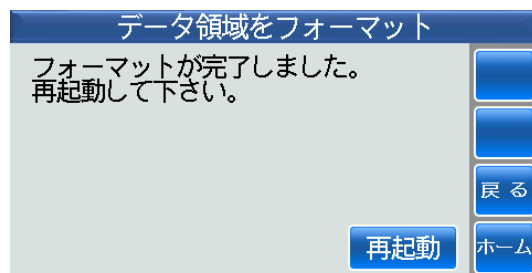 データ領域をフォーマット
フォーマットが完了しました。
再起動して下さい。
戻る
再起動
ホーム